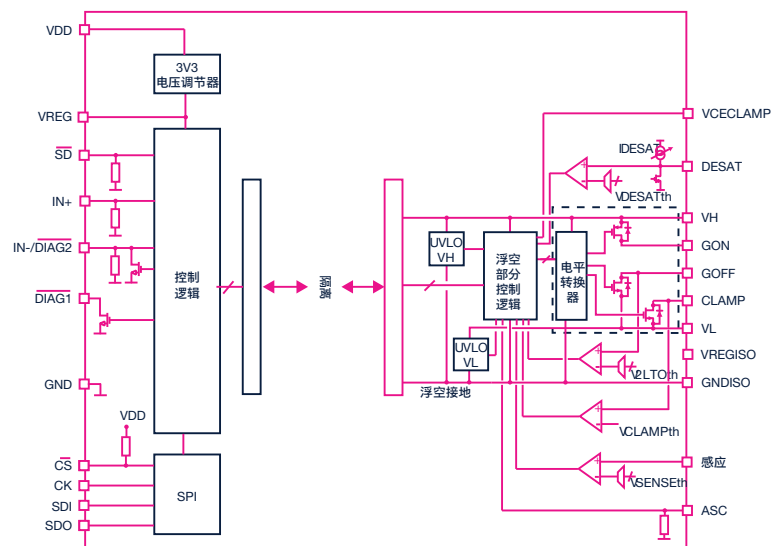 VDD
3V3
电压调节器
VREG
SD
IN+
IN-/DIAG2
DIAG1
GND
VDD
CS
CK
SDI
SDO
控制
逻辑
SPI
隔离
UVLO
VH
UVLO
VL
浮空
部分
控制
逻辑
电平
转换
器
浮空接地
IDESAT
VDESATth
V2LTOth
VCLAMPth
VSENSEth
VCECLAMP
DESAT
VH
GON
GOFF
CLAMP
VL
VREGISO
GNDISO
感应
ASC